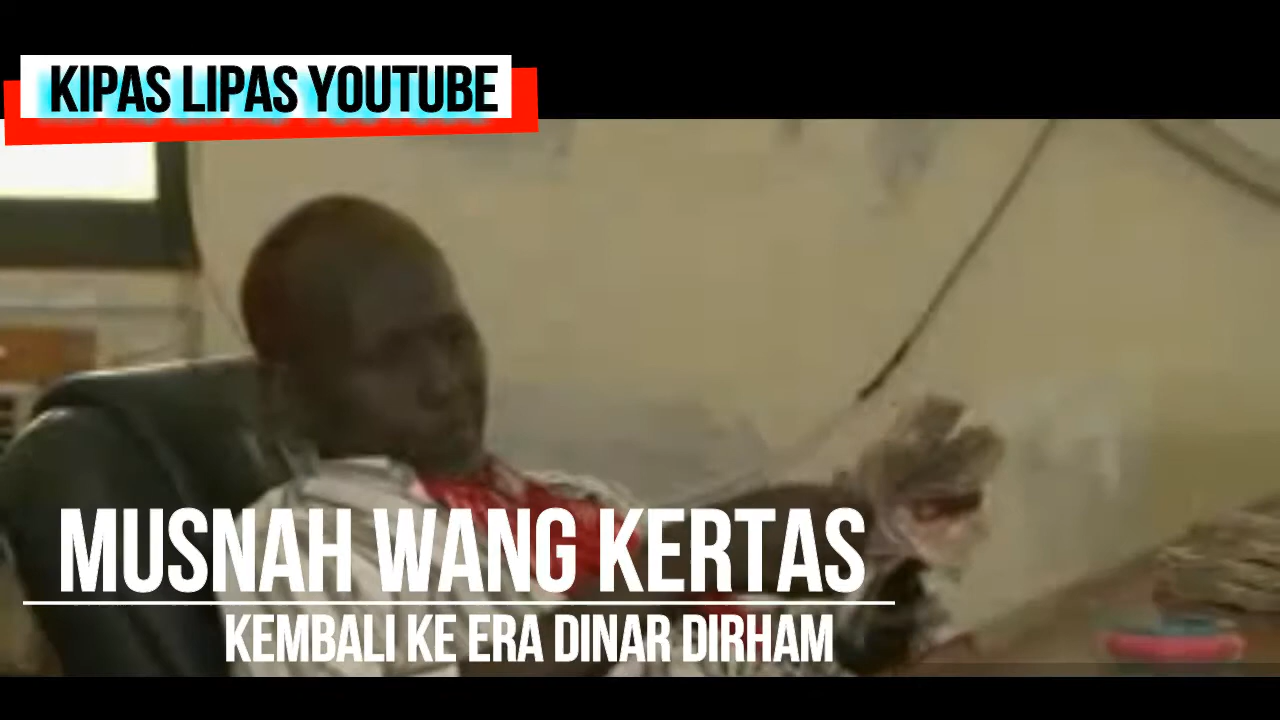 KIPAS LIPAS YOUTUBE
MUSNAH WANG KERTAS
KEMBALI KE ERA DINAR DIRHAM